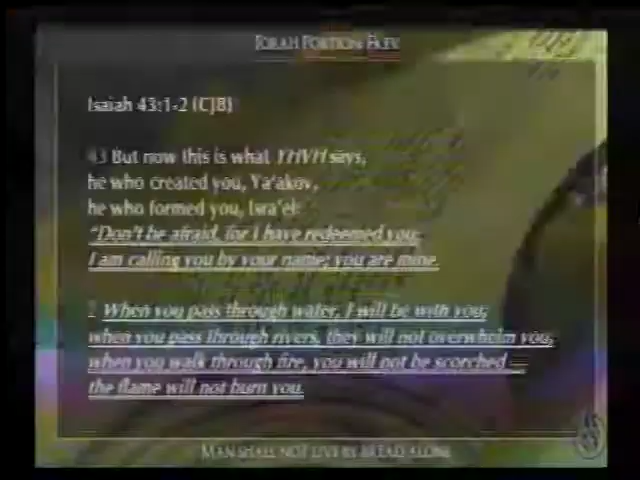 TORAH PORTION: EKEV
Isaiah 43:1-2 (CJB)
43 But now this is what YHVH says,
he who created you, Ya'akov,
he who formed you, Isra'el:
"Don't be afraid, for I have redeemed you;
I am calling you by your name; you are mine.
2 When you pass through water, I will be with you;
when you pass through rivers, they will not overwhelm you;
when you walk through fire, you will not be scorched —
the flame will not burn you.
MAN SHALL NOT LIVE BY BREAD ALONE